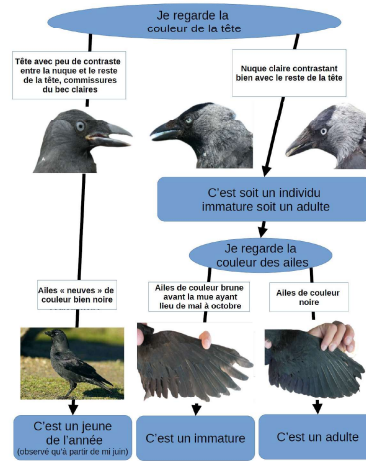 Je regarde la
couleur de la tête
Tête avec peu de contraste
entre la nuque et le reste
de la tête, commissures
du bec claires
Nuque claire contrastant
bien avec le reste de la tête
C'est soit un individu
immature soit un adulte
Je regarde la
couleur des ailes
Ailes « neuves » de
couleur bien noire
Ailes de couleur brune
avant la mue ayant
lieu de mai à octobre
Ailes de couleur
noire
C'est un jeune
de l'année
(observé qu'à partir de mi juin)
C'est un immature
C'est un adulte